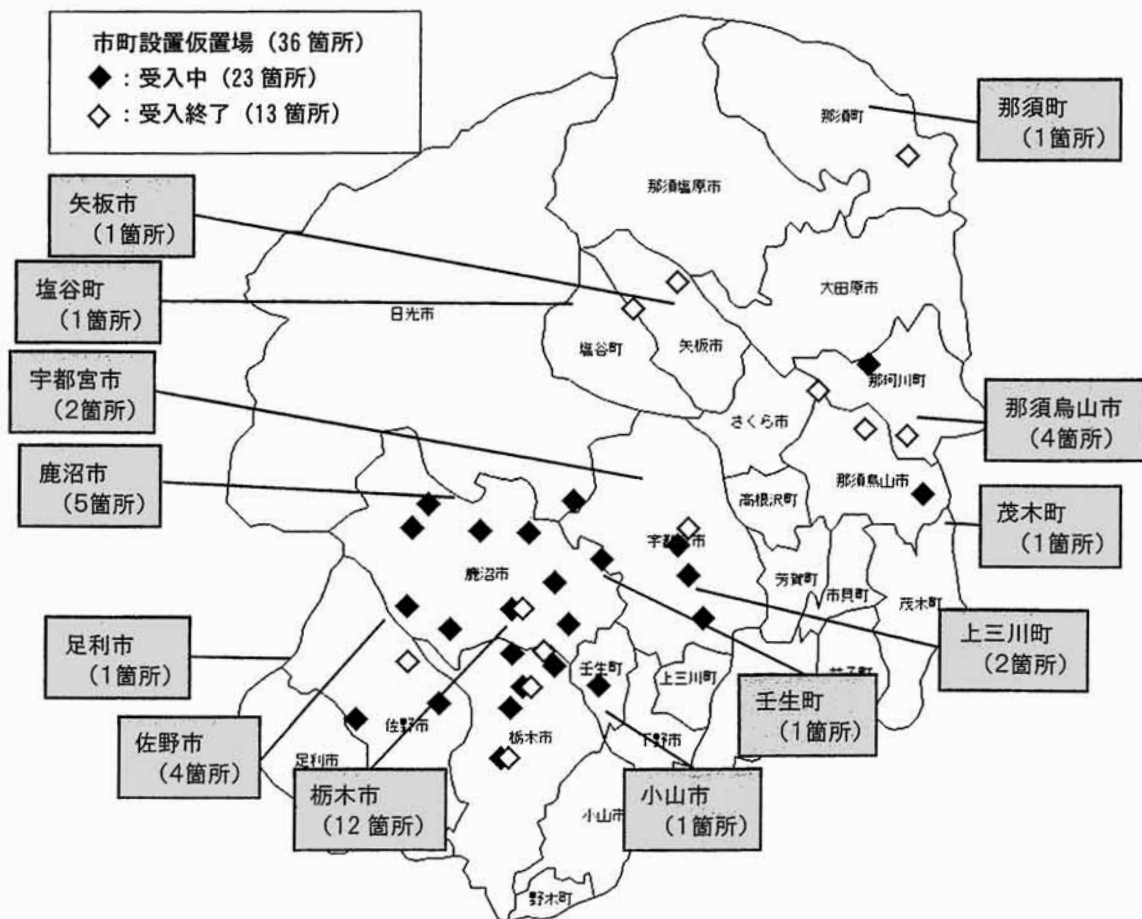 市町設置仮置場（36箇所）
◆：受入中（23箇所）
◇：受入終了（13箇所）
那須町
（1箇所）
矢板市
（1箇所）
塩谷町
（1箇所）
宇都宮市
（2箇所）
鹿沼市
（5箇所）
那須烏山市
（4箇所）
茂木町
（1箇所）
上三川町
（2箇所）
足利市
（1箇所）
壬生町
（1箇所）
佐野市
（4箇所）
栃木市
（12箇所）
小山市
（1箇所）
那須町
那須塩原市
大田原市
日光市
塩谷町
矢板市
那珂川町
さくら市
那須烏山市
高根沢町
鹿沼市
芳賀町
市貝町
茂木町
壬生町
上三川町
佐野市
栃木市
下野市
足利市
小山市
野木町